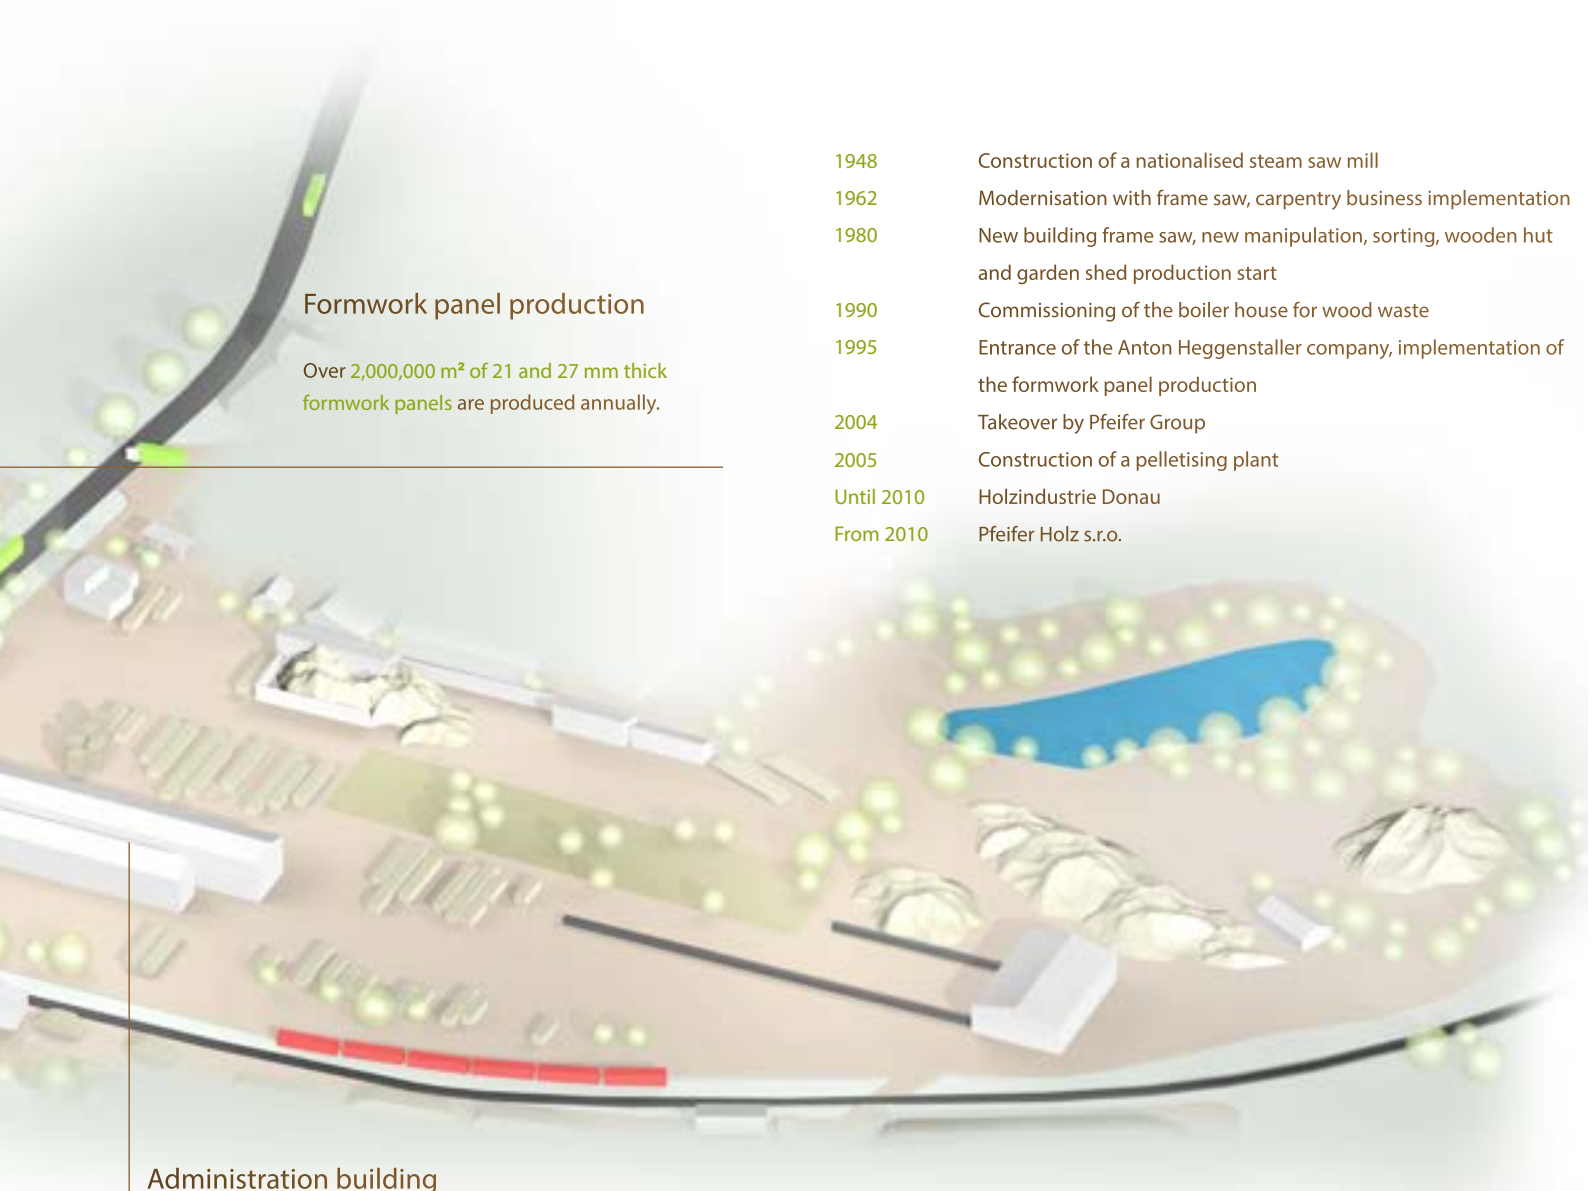 Formwork panel production
Over 2,000,000 m² of 21 and 27 mm thick
formwork panels are produced annually.
1948 Construction of a nationalised steam saw mill
1962 Modernisation with frame saw, carpentry business implementation
1980 New building frame saw, new manipulation, sorting, wooden hut
and garden shed production start
1990 Commissioning of the boiler house for wood waste
1995 Entrance of the Anton Heggenstaller company, implementation of
the formwork panel production
2004 Takeover by Pfeifer Group
2005 Construction of a pelletising plant
Until 2010 Holzindustrie Donau
From 2010 Pfeifer Holz s.r.o.
Administration building